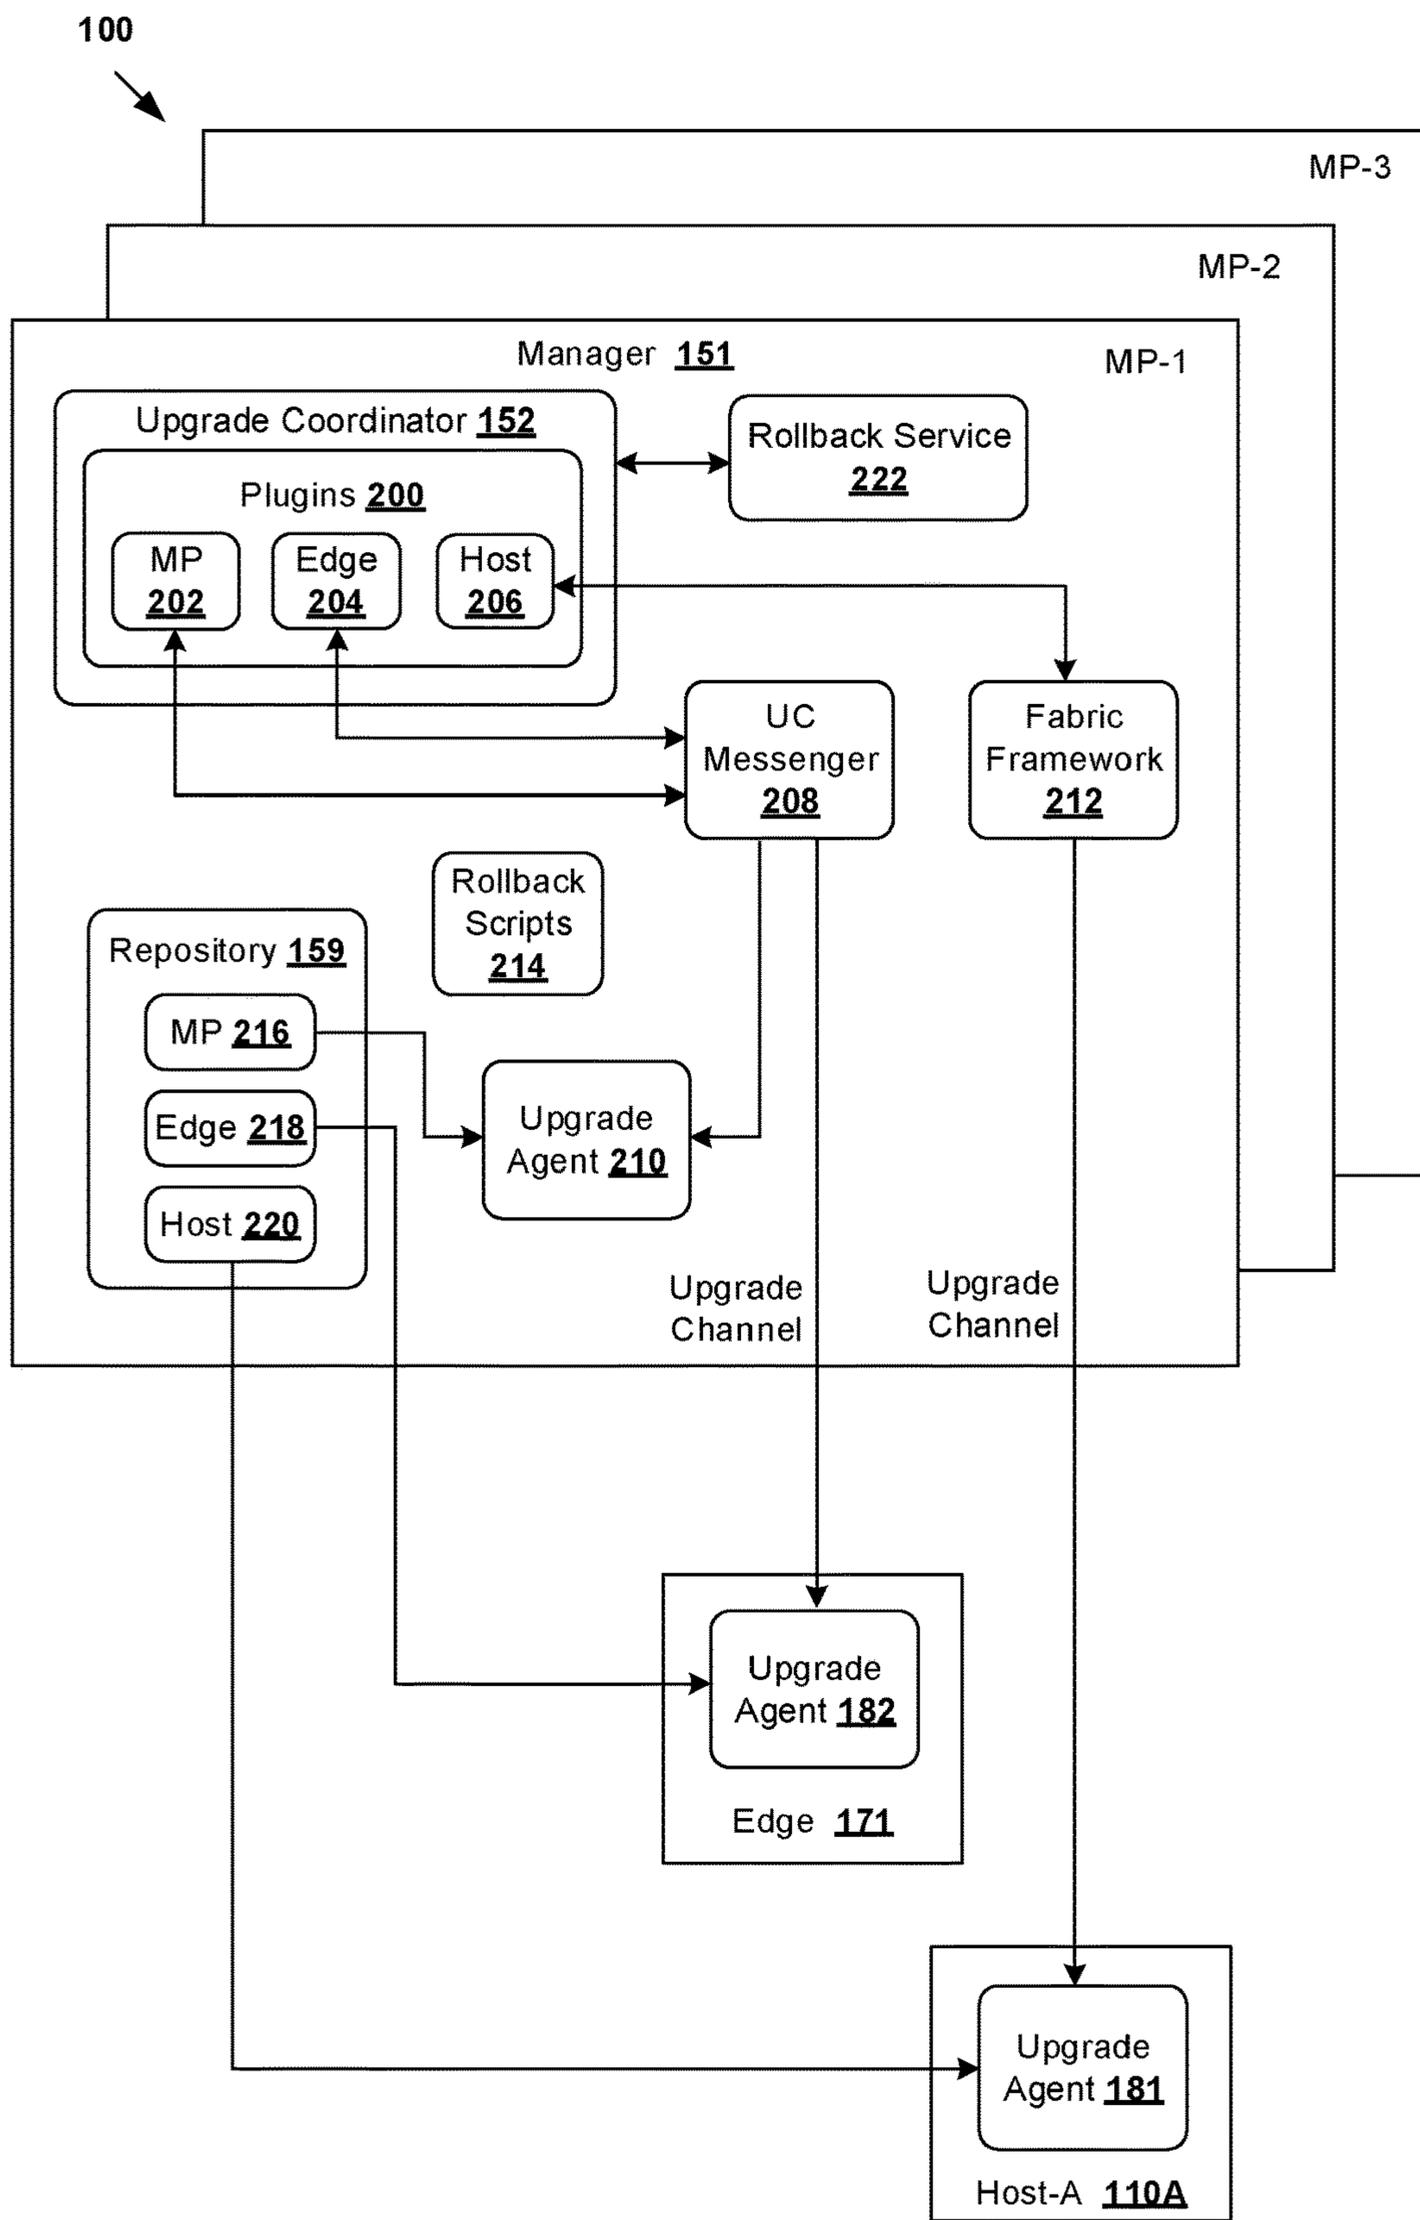 100
MP-3
MP-2
Manager 151
MP-1
Upgrade Coordinator 152
Rollback Service
222
Plugins 200
MP
202
Edge
204
Host
206
UC
Messenger
208
Fabric
Framework
212
Rollback
Scripts
214
Repository 159
MP 216
Edge 218
Host 220
Upgrade
Agent 210
Upgrade
Channel
Upgrade
Channel
Upgrade
Agent 182
Edge 171
Upgrade
Agent 181
Host-A 110A